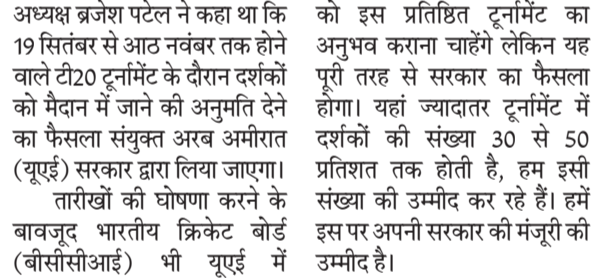 अध्यक्ष ब्रजेश पटेल ने कहा था कि
19 सितंबर से आठ नवंबर तक होने
वाले टी20 टूर्नामेंट के दौरान दर्शकों
को मैदान में जाने की अनुमति देने
का फैसला संयुक्त अरब अमीरात
(यूएई) सरकार द्वारा लिया जाएगा।
तारीखों की घोषणा करने के
बावजूद भारतीय क्रिकेट बोर्ड
(बीसीसीआई) भी यूएई में
को इस प्रतिष्ठित टूर्नामेंट का
अनुभव कराना चाहेंगे लेकिन यह
पूरी तरह से सरकार का फैसला
होगा। यहां ज्यादातर टूर्नामेंट में
दर्शकों की संख्या 30 से 50
प्रतिशत तक होती है, हम इसी
संख्या की उम्मीद कर रहे हैं। हमें
इस पर अपनी सरकार की मंजूरी की
उम्मीद है।